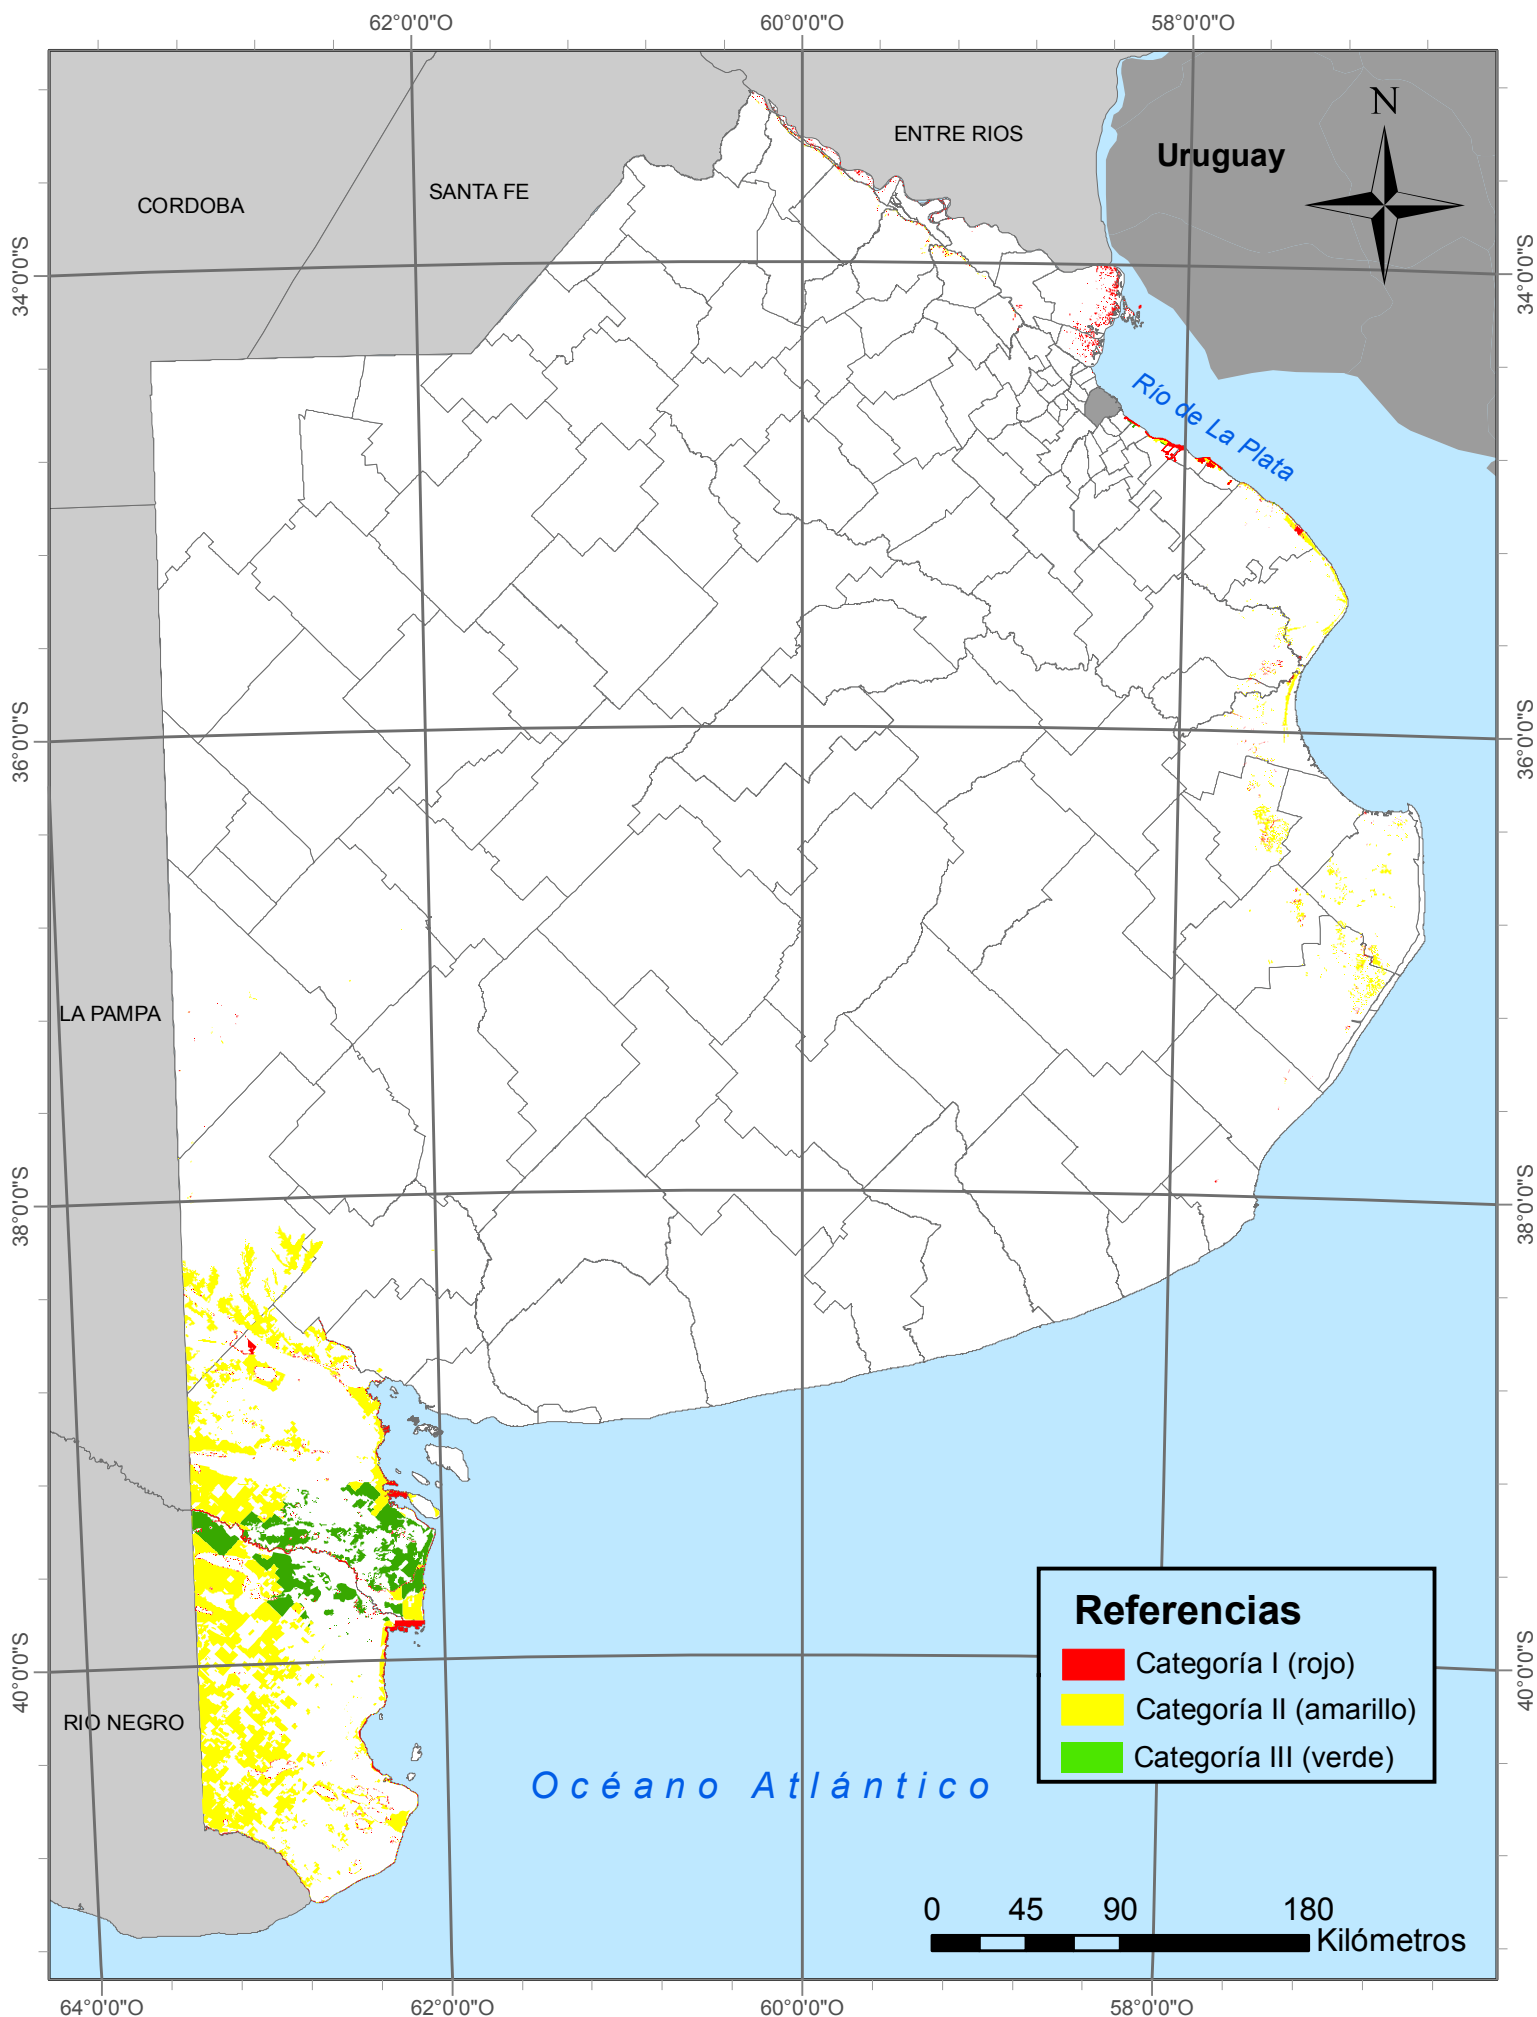 62°0'0"O
60°0'0"O
58°0'0"O
N
ENTRE RIOS
Uruguay
SANTA FE
CORDOBA
34°0'0"S
34°0'0"S
Río de La Plata
36°0'0"S
36°0'0"S
LA PAMPA
38°0'0"S
38°0'0"S
Referencias
Categoría I (rojo)
40°0'0"S
40°0'0"S
Categoría II (amarillo)
RIO NEGRO
Categoría III (verde)
Océano Atlántico
0 45 90 180
Kilómetros
64°0'0"O
62°0'0"O
60°0'0"O
58°0'0"O